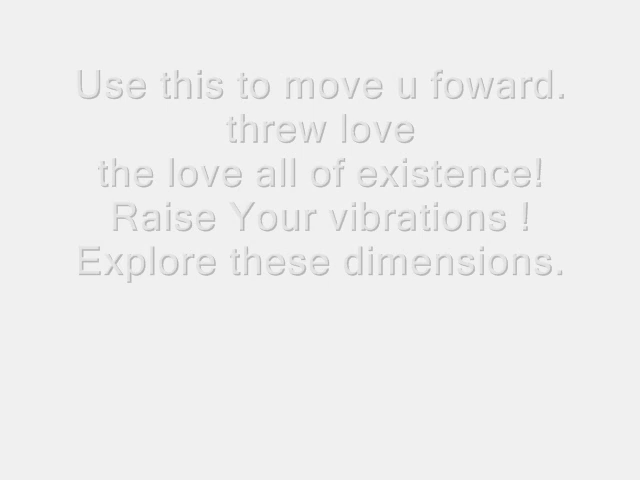 Use this to move u foward.
threw love
the love all of existence!
Raise Your vibrations !
Explore these dimensions.